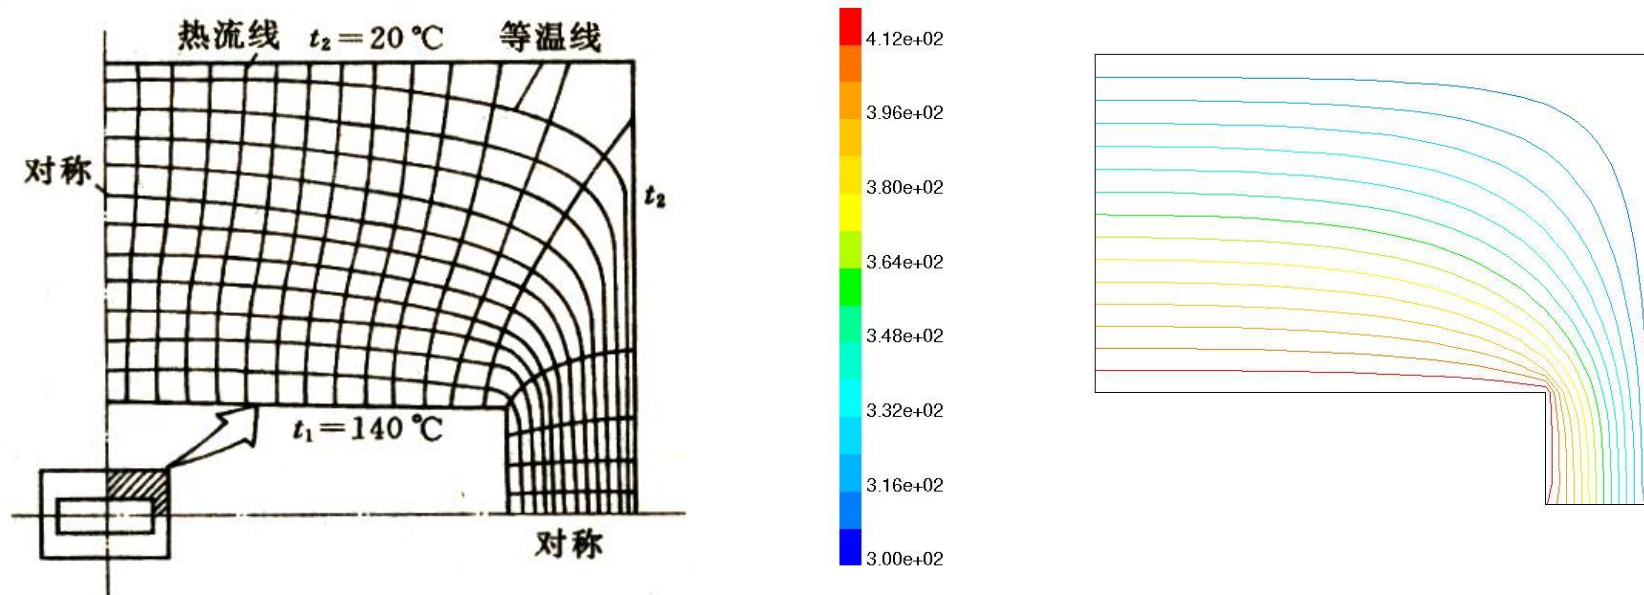 热流线 t₂=20℃ 等温线
对称
t₂
t₁=140℃
对称
4.12e+02
3.96e+02
3.80e+02
3.64e+02
3.48e+02
3.32e+02
3.16e+02
3.00e+02